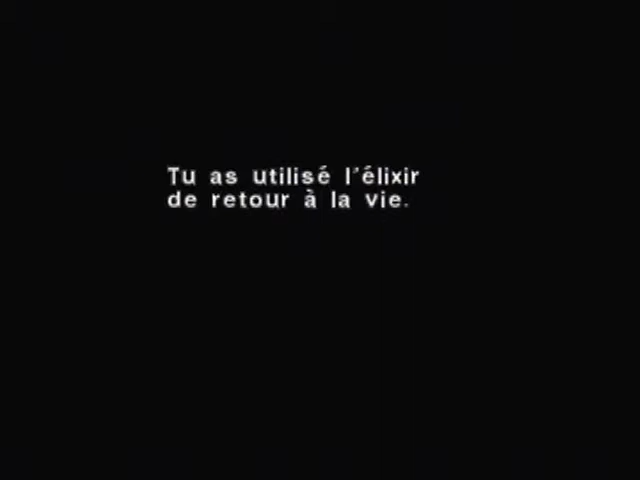 Tu as utilisé l'élixir
de retour à la vie.